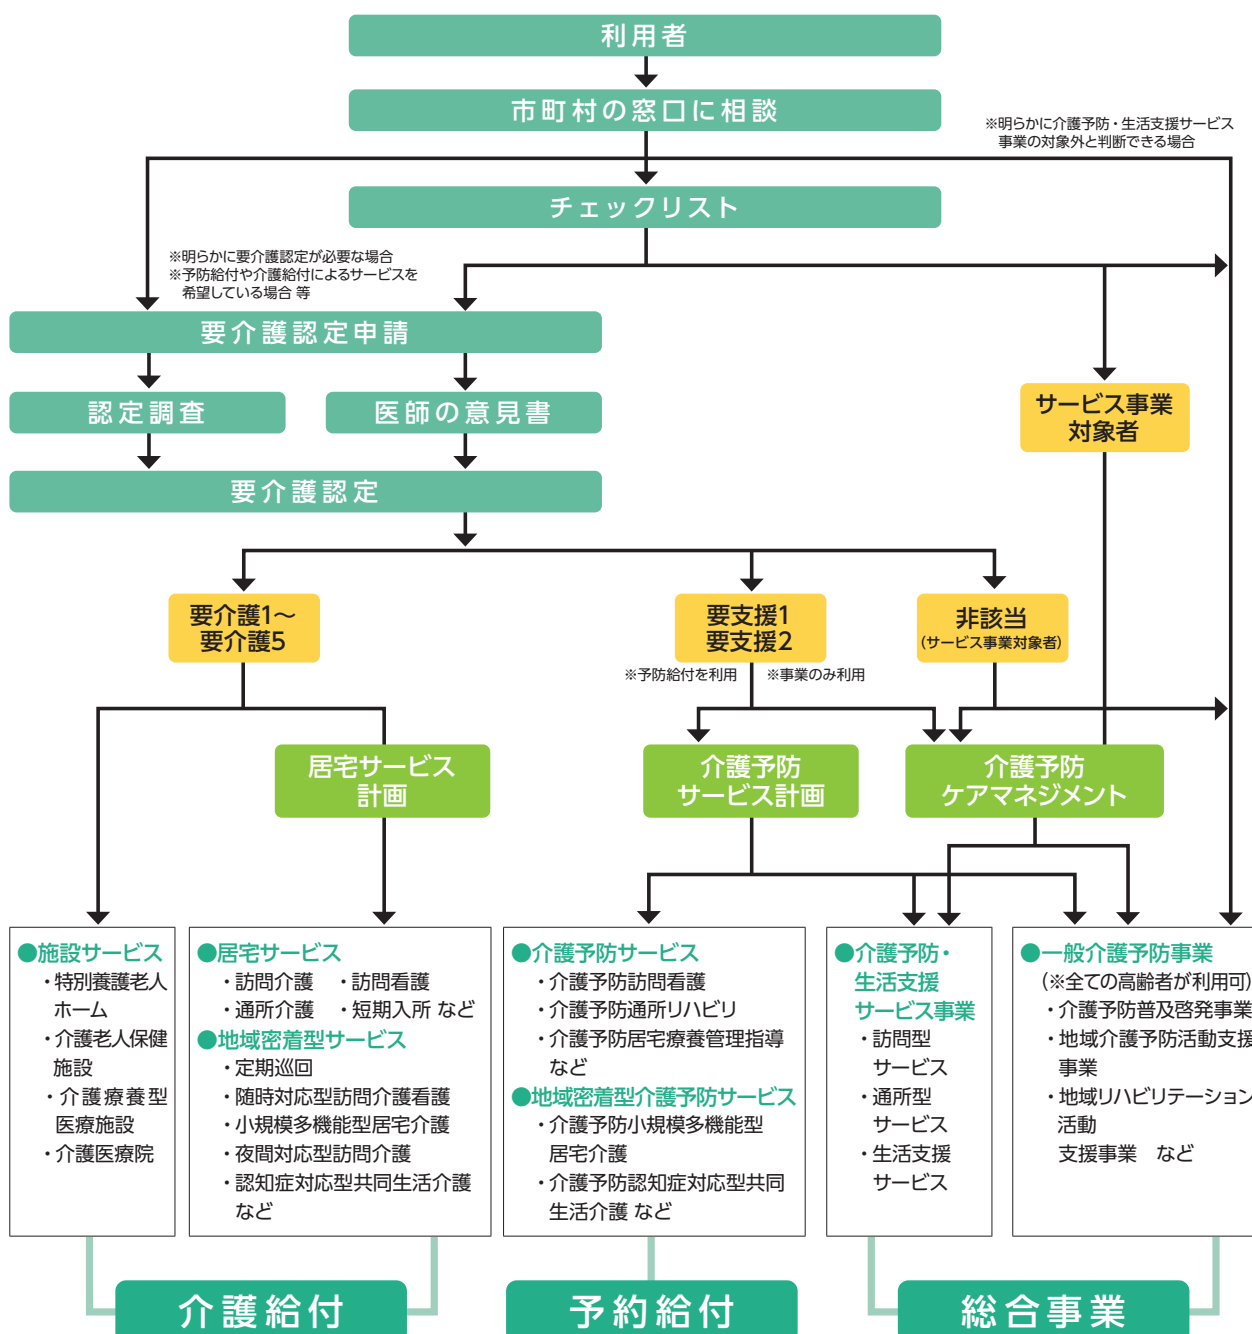 利用者
市町村の窓口に相談
※明らかに介護予防・生活支援サービス
事業の対象外と判断できる場合
チェックリスト
※明らかに要介護認定が必要な場合
※予防給付や介護給付によるサービスを
希望している場合 等
要介護認定申請
認定調査
医師の意見書
サービス事業
対象者
要介護認定
要介護1～
要介護5
要支援1
要支援2
非該当
(サービス事業対象者)
※予防給付を利用
※事業のみ利用
居宅サービス
計画
介護予防
サービス計画
介護予防
ケアマネジメント
●施設サービス
・特別養護老人
ホーム
・介護老人保健
施設
・介護療養型
医療施設
・介護医療院
●居宅サービス
・訪問介護 ・訪問看護
・通所介護 ・短期入所 など
●地域密着型サービス
・定期巡回
・随時対応型訪問介護看護
・小規模多機能型居宅介護
・夜間対応型訪問介護
・認知症対応型共同生活介護
など
●介護予防サービス
・介護予防訪問看護
・介護予防通所リハビリ
・介護予防居宅療養管理指導
など
●地域密着型介護予防サービス
・介護予防小規模多機能型
居宅介護
・介護予防認知症対応型共同
生活介護 など
●介護予防・
生活支援
サービス事業
・訪問型
サービス
・通所型
サービス
・生活支援
サービス
●一般介護予防事業
(※全ての高齢者が利用可)
・介護予防普及啓発事業
・地域介護予防活動支援
事業
・地域リハビリテーション
活動
支援事業 など
介護給付
予約給付
総合事業